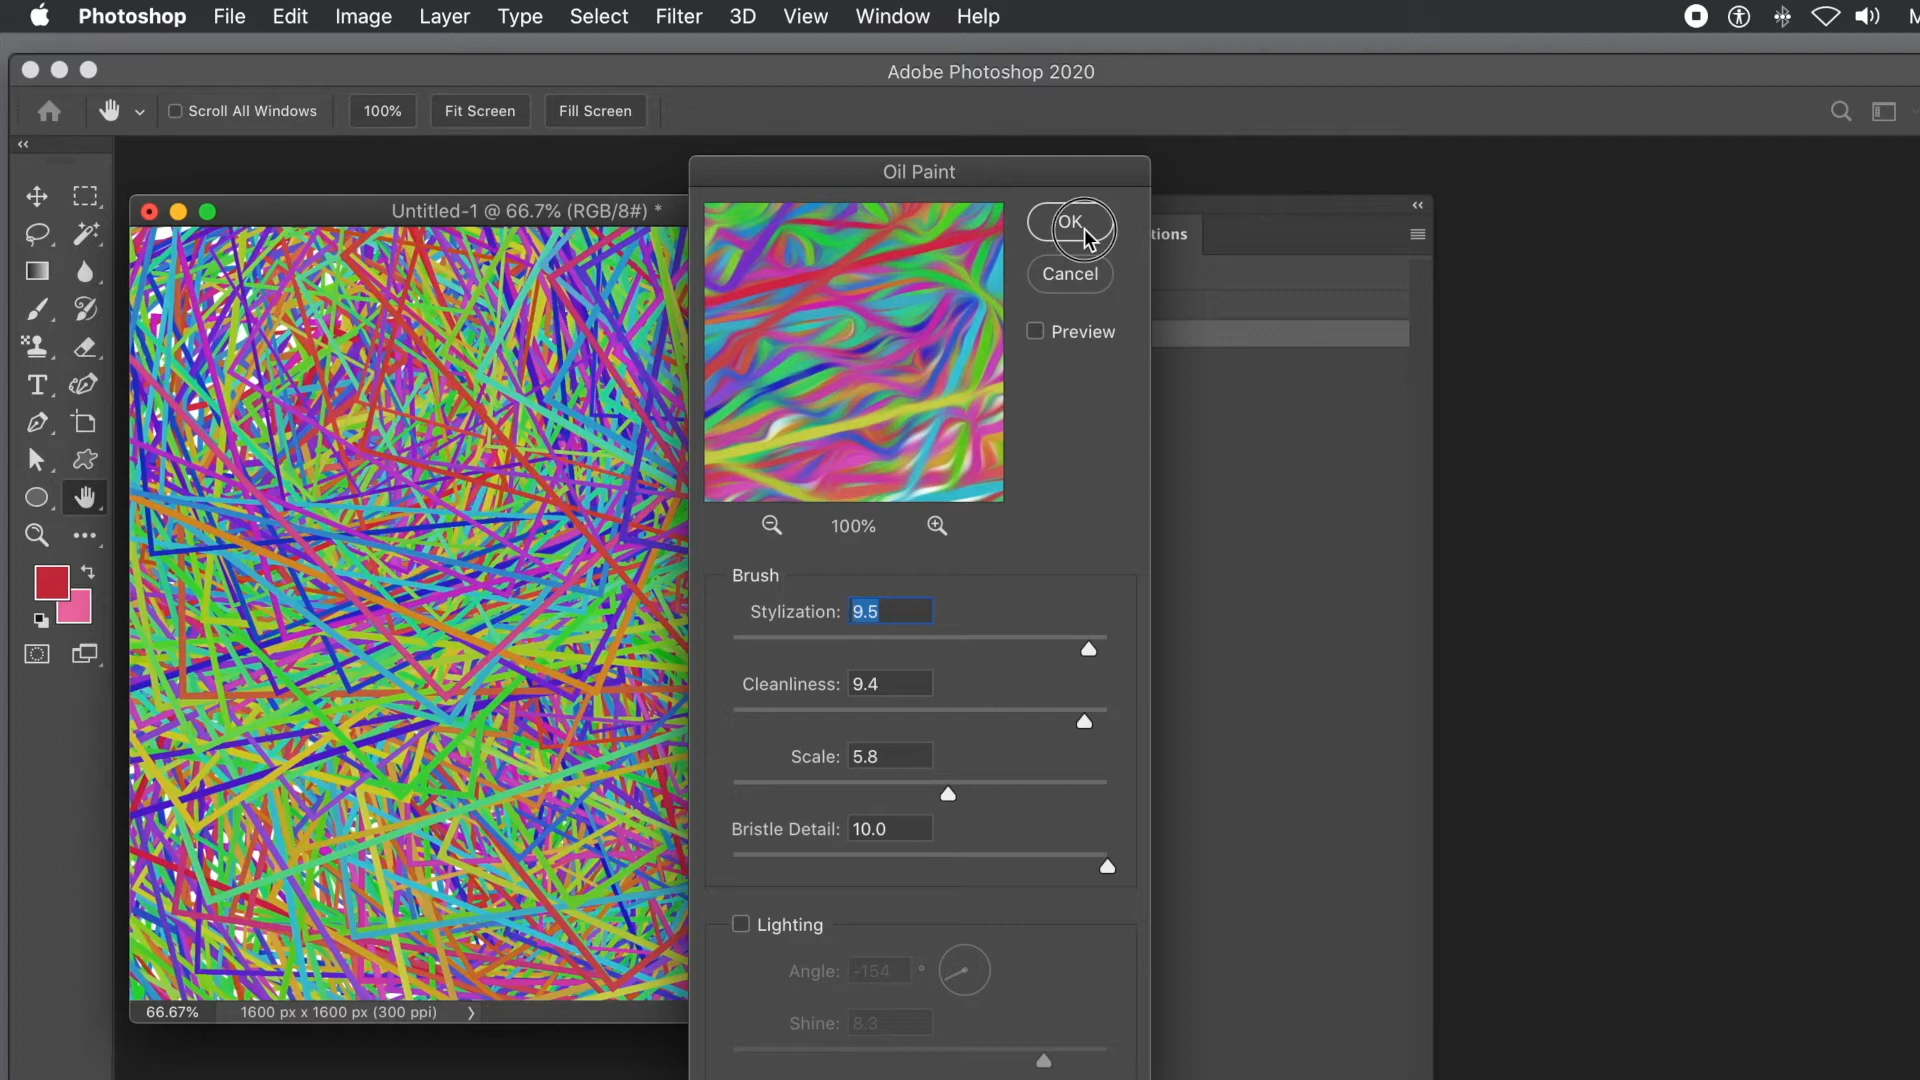 Photoshop File Edit Image Layer Type Select Filter 3D View Window Help
Adobe Photoshop 2020
Scroll All Windows 100% Fit Screen Fill Screen
Oil Paint
Untitled-1 @ 66.7% (RGB/8#) *
OK
tions
Cancel
Preview
100%
Brush
Stylization: 9.5
Cleanliness: 9.4
Scale: 5.8
Bristle Detail: 10.0
Lighting
Angle: -154 °
Shine: 8.3
66.67% 1600 px x 1600 px (300 ppi)